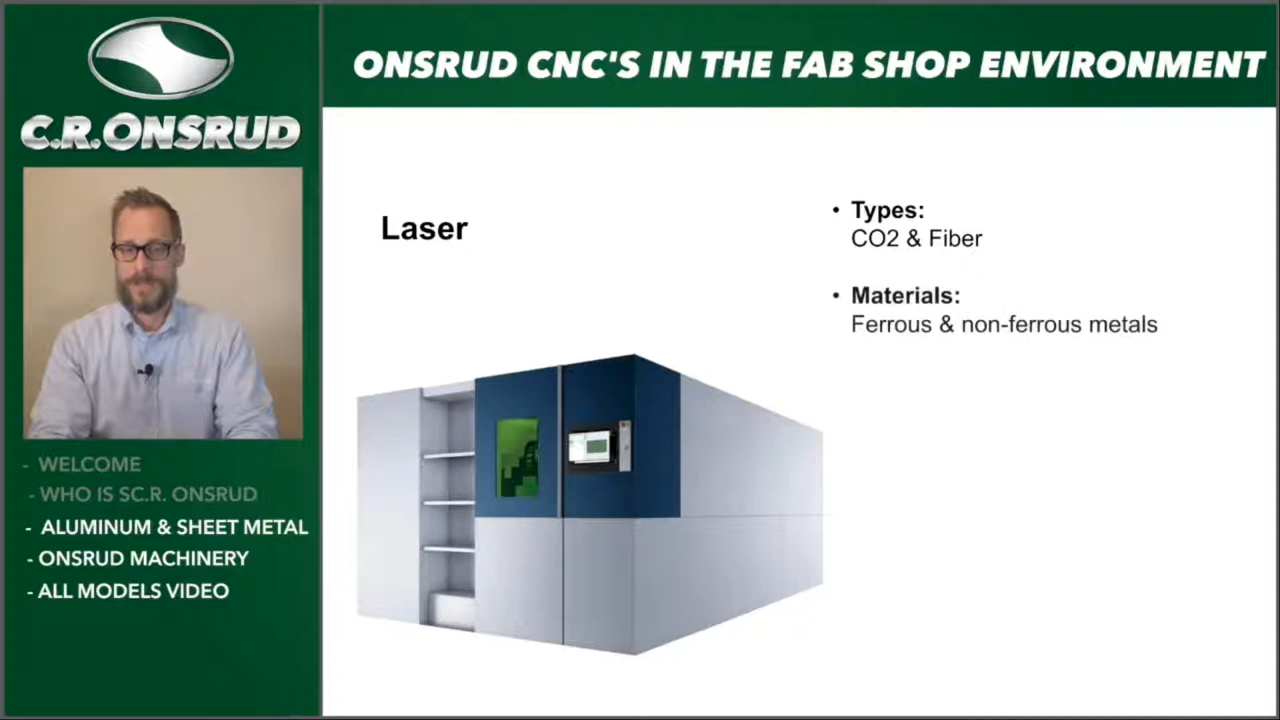 C.R.ONSRUD
ONSRUD CNC'S IN THE FAB SHOP ENVIRONMENT
- WELCOME
- WHO IS SC.R. ONSRUD
- ALUMINUM & SHEET METAL
- ONSRUD MACHINERY
- ALL MODELS VIDEO
Laser
• Types:
CO2 & Fiber
• Materials:
Ferrous & non-ferrous metals